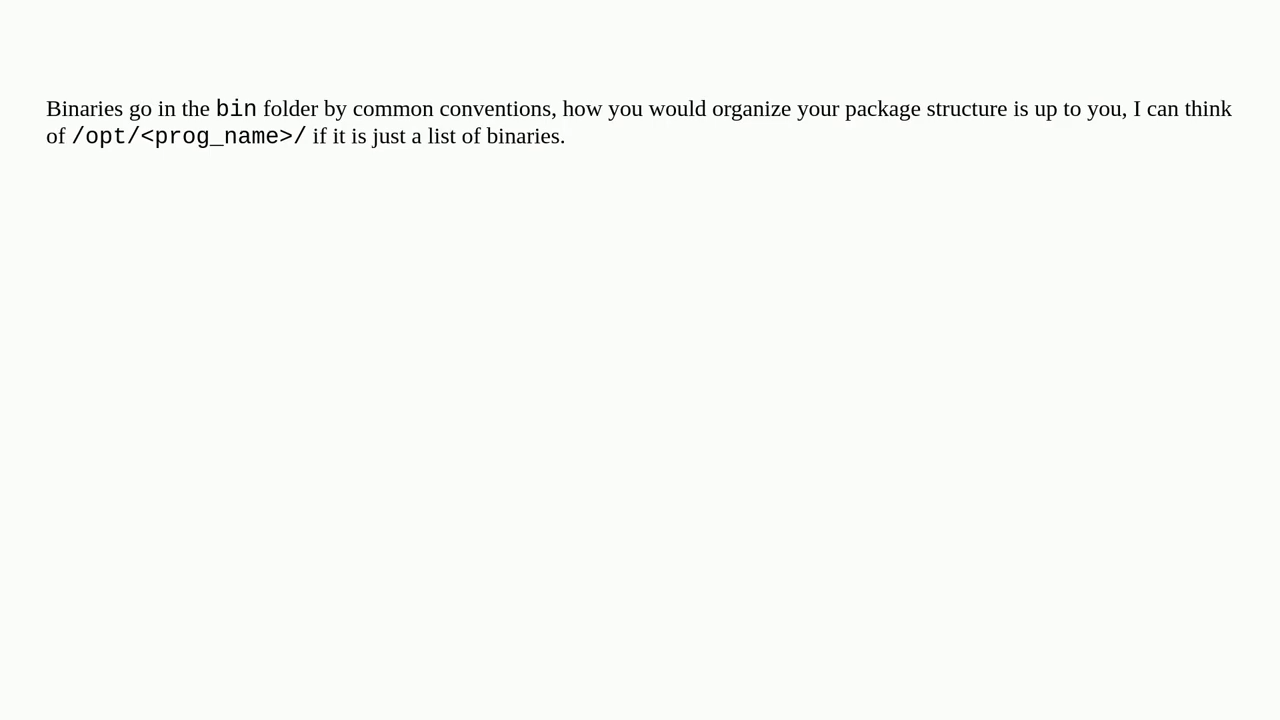 Binaries go in the bin folder by common conventions, how you would organize your package structure is up to you, I can think
of /opt/<prog_name>/ if it is just a list of binaries.